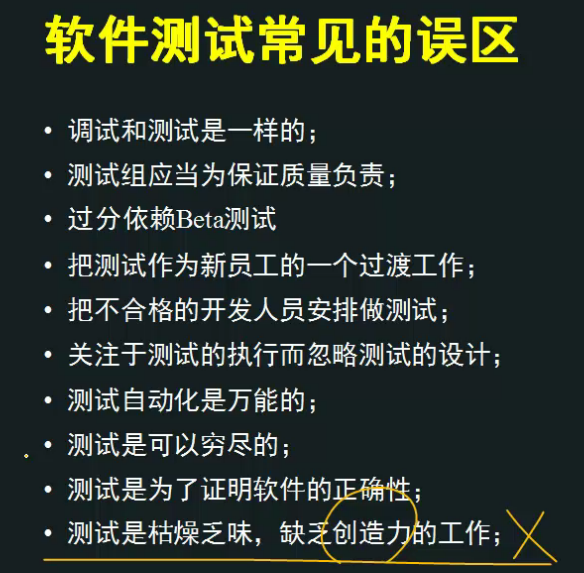 软件测试常见的误区
• 调试和测试是一样的；
• 测试组应当为保证质量负责；
• 过分依赖Beta测试
• 把测试作为新员工的一个过渡工作；
• 把不合格的开发人员安排做测试；
• 关注于测试的执行而忽略测试的设计；
• 测试自动化是万能的；
• 测试是可以穷尽的；
• 测试是为了证明软件的正确性；
• 测试是枯燥乏味，缺乏创造力的工作；